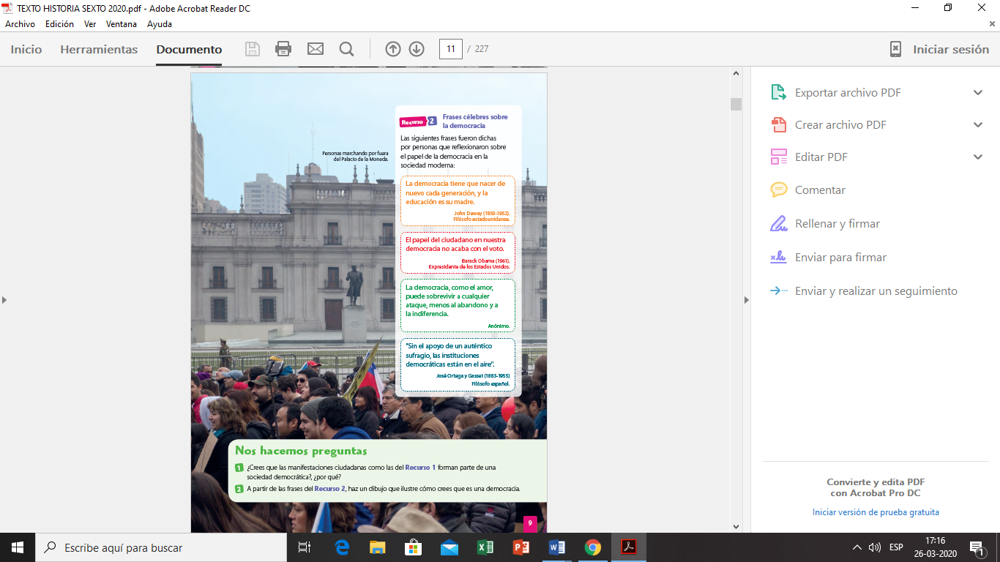 TEXTO HISTORIA SEXTO 2020.pdf - Adobe Acrobat Reader DC
Archivo Edición Ver Ventana Ayuda
Inicio Herramientas Documento 11 / 227 Iniciar sesión
Recurso 2 Frases célebres sobre
la democracia
Las siguientes frases fueron dichas
por personas que reflexionaron sobre
el papel de la democracia en la
sociedad moderna:
Personas marchando por fuera
del Palacio de la Moneda.
La democracia tiene que nacer de
nuevo cada generación, y la
educación es su madre.
John Dewey (1859-1952).
Filósofo estadounidense.
El papel del ciudadano en nuestra
democracia no acaba con el voto.
Barack Obama (1961).
Expresidente de los Estados Unidos.
La democracia, como el amor,
puede sobrevivir a cualquier
ataque, menos al abandono y a
la indiferencia.
Anónimo.
"Sin el apoyo de un auténtico
sufragio, las instituciones
democráticas están en el aire".
José Ortega y Gasset (1883-1955)
Filósofo español.
Nos hacemos preguntas
1 ¿Crees que las manifestaciones ciudadanas como las del Recurso 1 forman parte de una
sociedad democrática?, ¿por qué?
2 A partir de las frases del Recurso 2, haz un dibujo que ilustre cómo crees que es una democracia.
9
Exportar archivo PDF
Crear archivo PDF
Editar PDF
Comentar
Rellenar y firmar
Enviar para firmar
Enviar y realizar un seguimiento
Convierte y edita PDF
con Acrobat Pro DC
Iniciar versión de prueba gratuita
Escribe aquí para buscar
ESP
17:16
26-03-2020
1